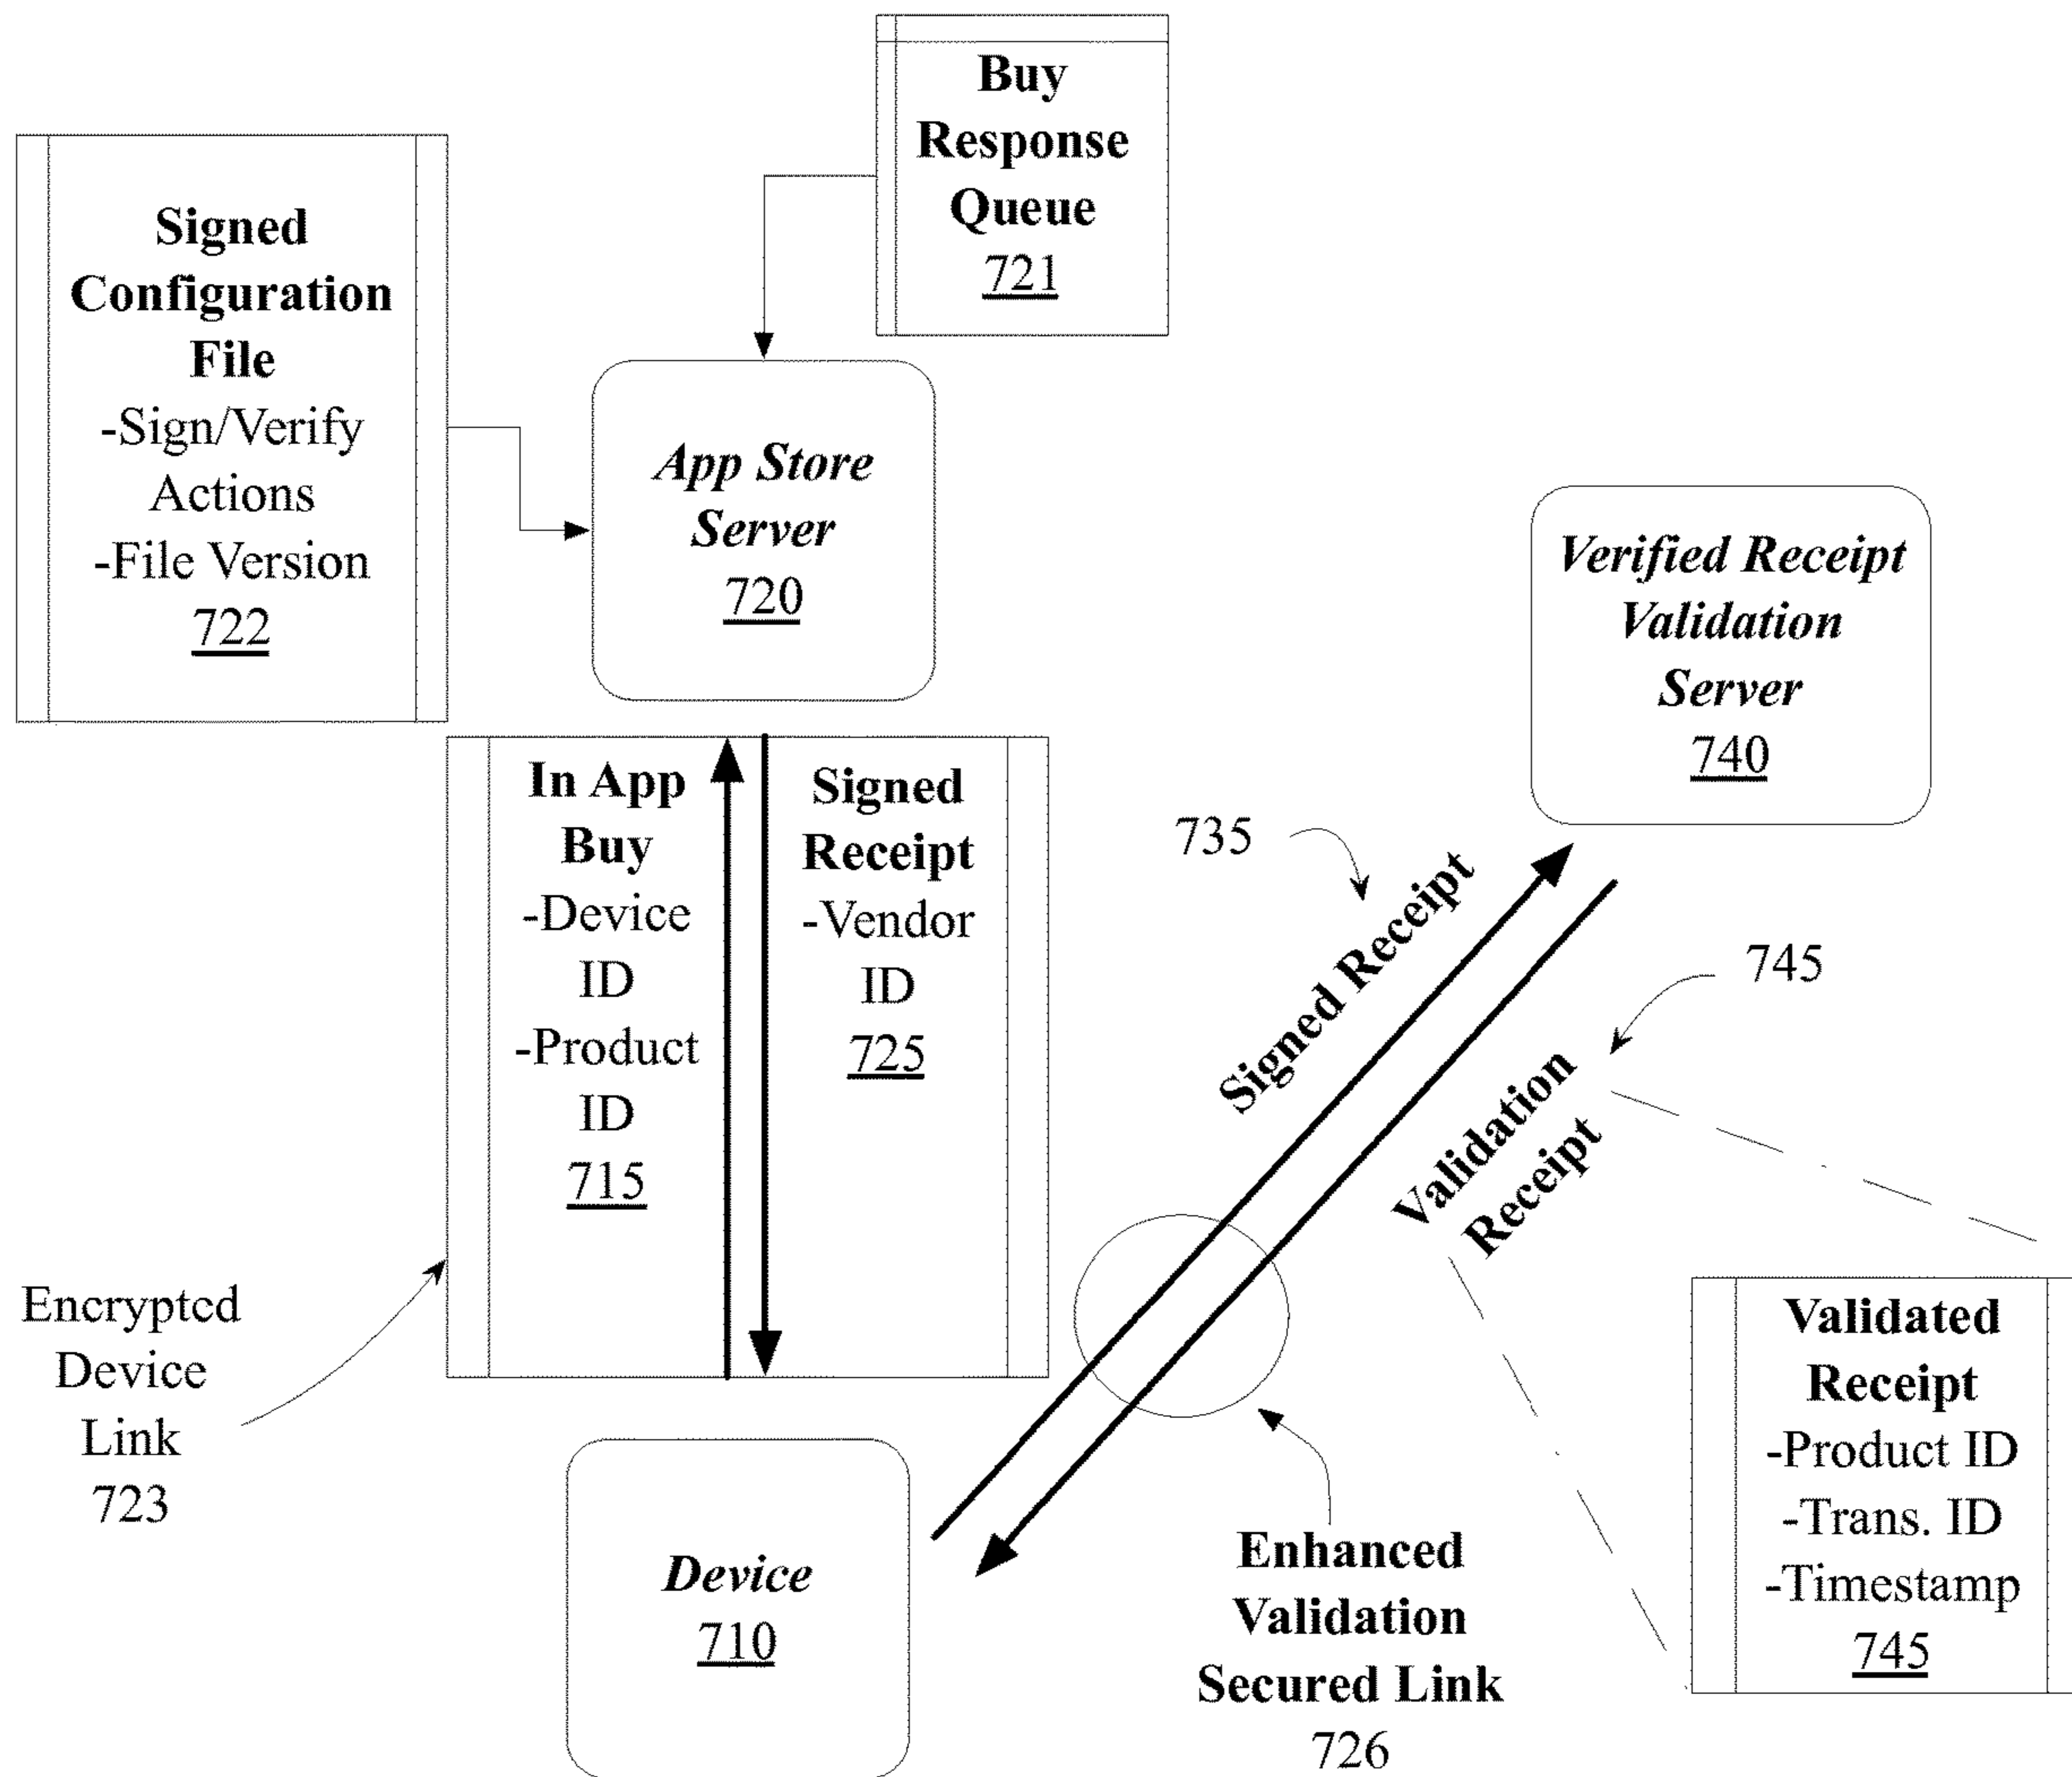 Buy
Response
Queue
721
Signed
Configuration
File
-Sign/Verify
Actions
-File Version
722
App Store
Server
720
Verified Receipt
Validation
Server
740
In App
Buy
-Device
ID
-Product
ID
715
Signed
Receipt
-Vendor
ID
725
735
Signed Receipt
745
Validation
Receipt
Encrypted
Device
Link
723
Validated
Receipt
-Product ID
-Trans. ID
-Timestamp
745
Device
710
Enhanced
Validation
Secured Link
726